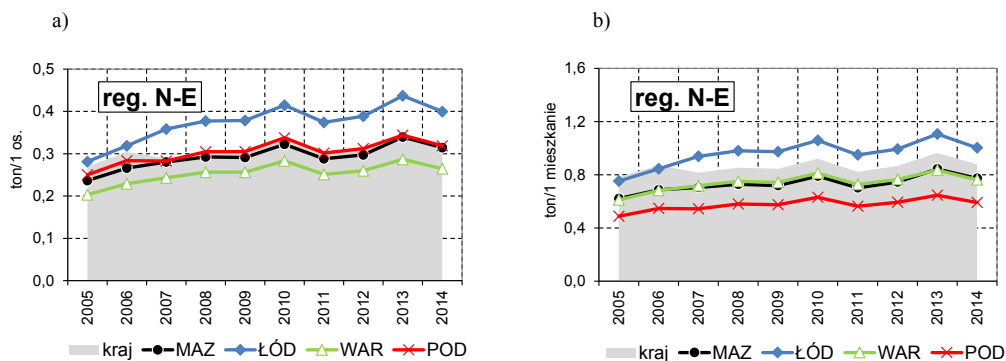 a)
reg. N-E
ton/1 os.
0,5
0,4
0,3
0,2
0,1
0,0
2005 2006 2007 2008 2009 2010 2011 2012 2013 2014
kraj MAZ ŁÓD WAR POD
b)
reg. N-E
ton/1 mieszkanie
1,6
1,2
0,8
0,4
0,0
2005 2006 2007 2008 2009 2010 2011 2012 2013 2014
kraj MAZ ŁÓD WAR POD